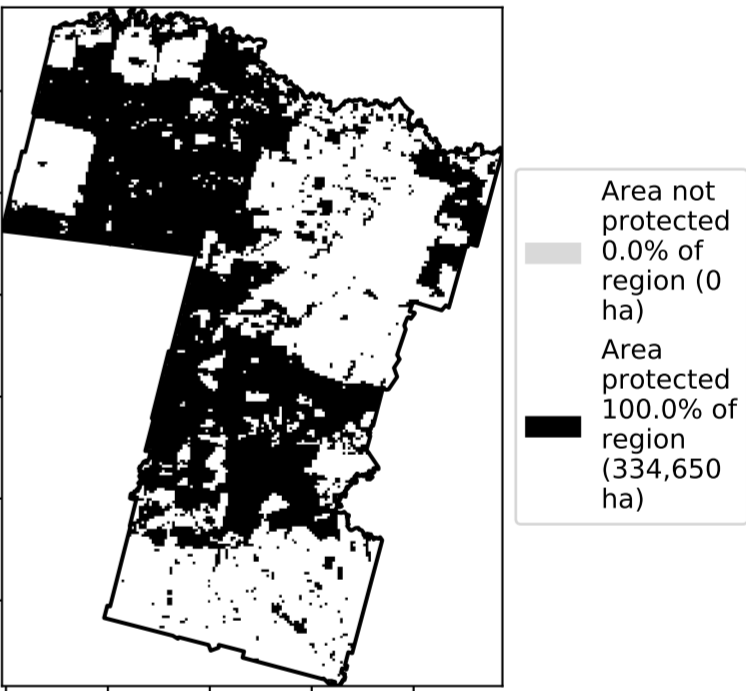 Area not
protected
0.0% of
region (0
ha)
Area
protected
100.0% of
region
(334,650
ha)